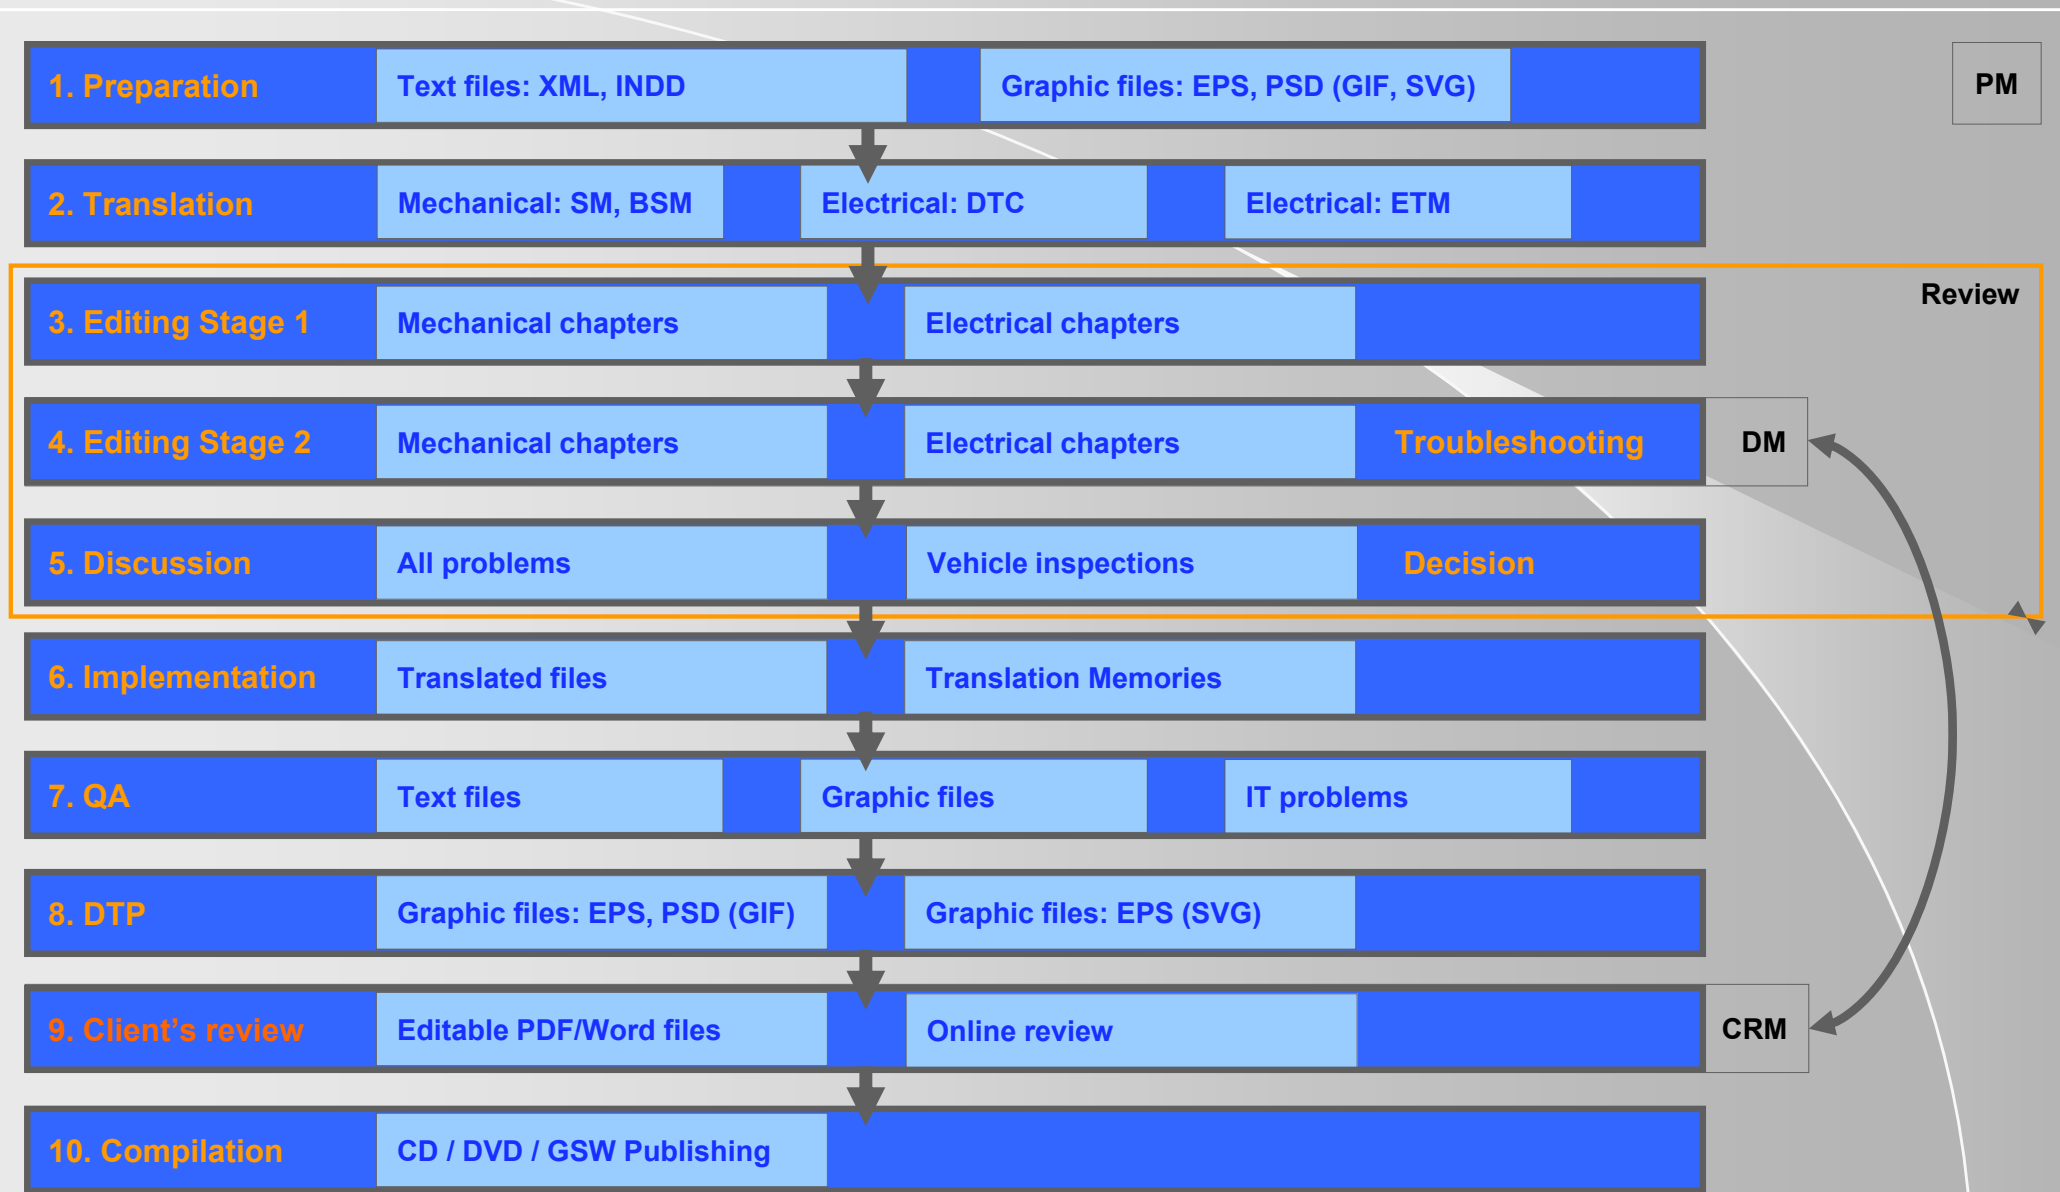 1. Preparation Text files: XML, INDD Graphic files: EPS, PSD (GIF, SVG) PM
2. Translation Mechanical: SM, BSM Electrical: DTC Electrical: ETM
Review
3. Editing Stage 1 Mechanical chapters Electrical chapters
4. Editing Stage 2 Mechanical chapters Electrical chapters Troubleshooting DM
5. Discussion All problems Vehicle inspections Decision
6. Implementation Translated files Translation Memories
7. QA Text files Graphic files IT problems
8. DTP Graphic files: EPS, PSD (GIF) Graphic files: EPS (SVG)
9. Client’s review Editable PDF/Word files Online review CRM
10. Compilation CD / DVD / GSW Publishing